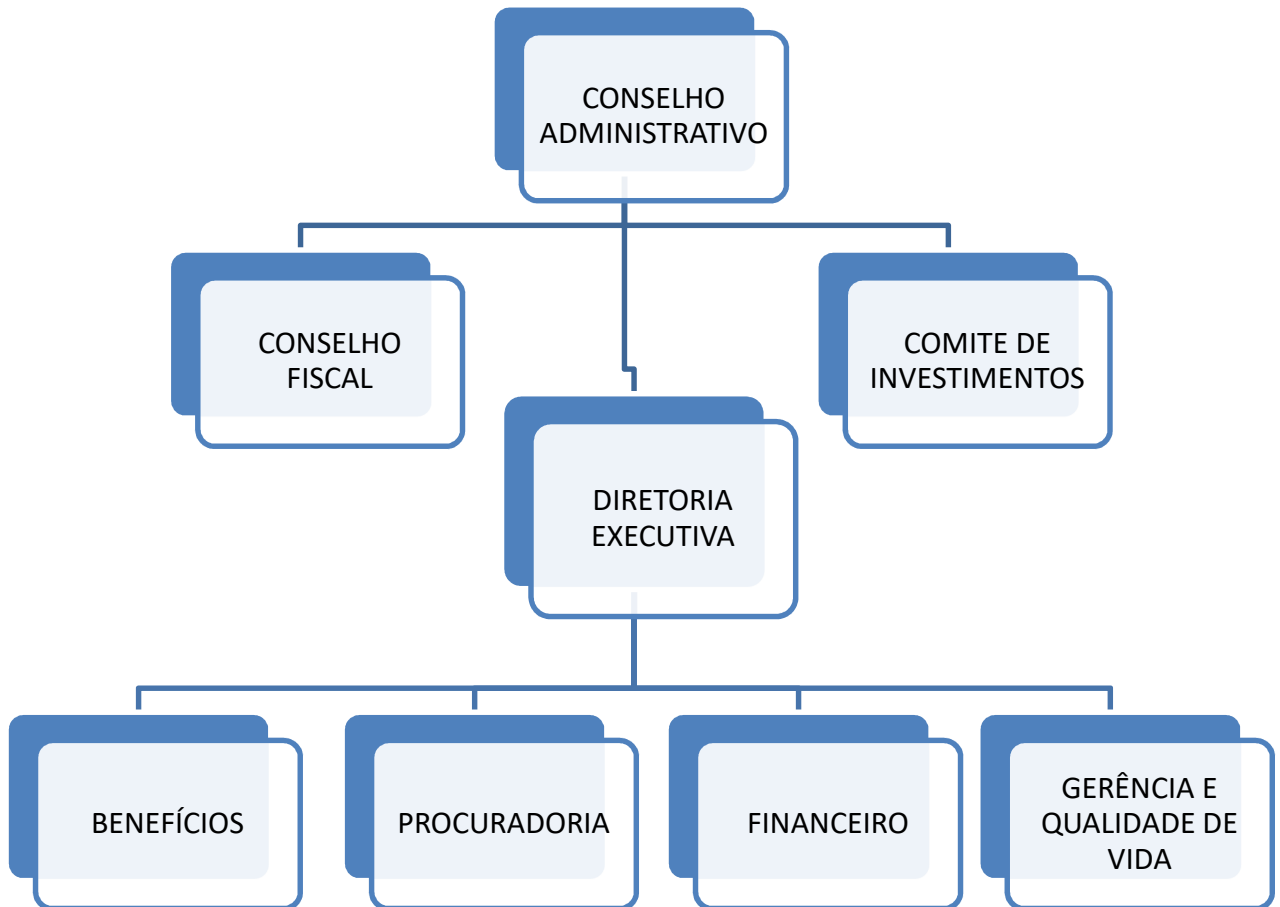 CONSELHO
ADMINISTRATIVO
CONSELHO
FISCAL
COMITE DE
INVESTIMENTOS
DIRETORIA
EXECUTIVA
BENEFÍCIOS
PROCURADORIA
FINANCEIRO
GERÊNCIA E
QUALIDADE DE
VIDA